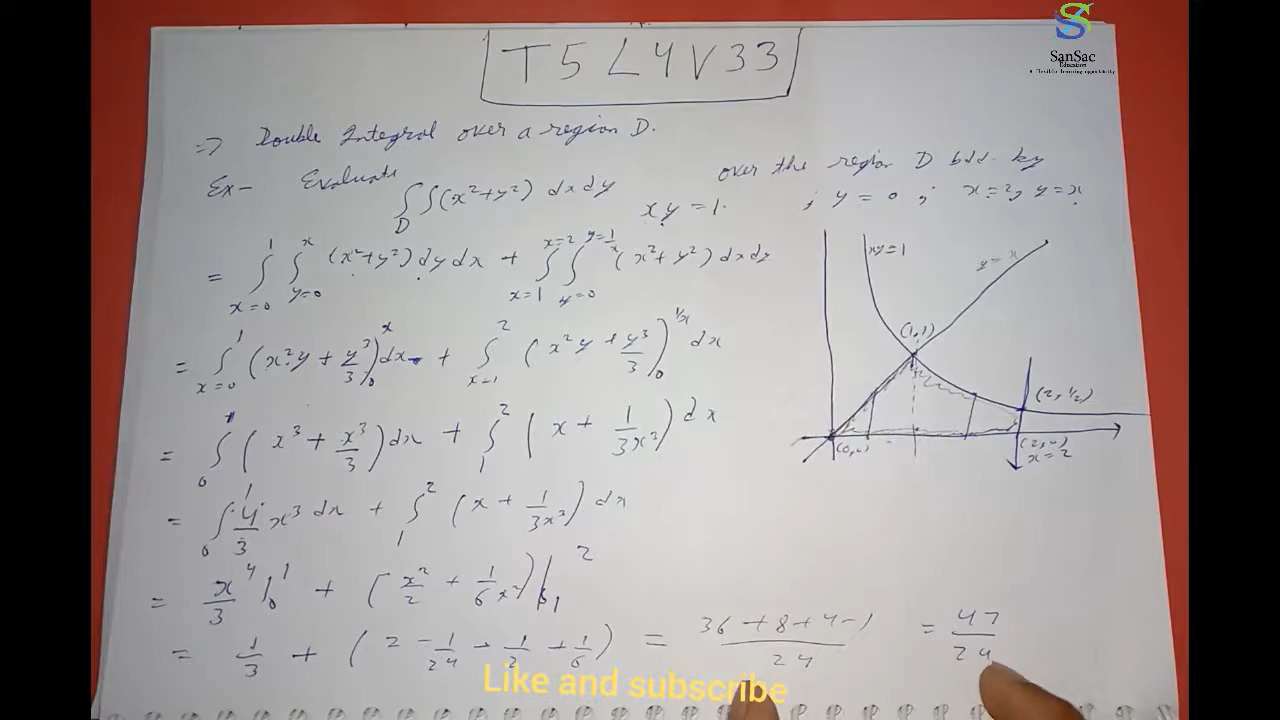 SanSac
Education
T5L4V33
=> Double Integral over a region D.
Ex- Evaluate ∫∫(x²+y²) dx dy over the region D bdd. by
D xy = 1 ; y = 0 ; x = 2, y = x
= ∫_{x=0}^{1} ∫_{y=0}^{x} (x²+y²) dy dx + ∫_{x=1}^{x=2} ∫_{y=0}^{y=1/x} (x²+y²) dx dy
= ∫_{x=0}^{1} (x²y + y³/3)_0^x dx + ∫_{x=1}^{2} (x²y + y³/3)_0^{1/x} dx
= ∫_0^1 (x³ + x³/3) dx + ∫_1^2 (x + 1/3x³) dx
= ∫_0^1 4/3 x³ dx + ∫_1^2 (x + 1/3x³) dx
= x⁴/3 |_0^1 + (x²/2 + 1/6x²)|_1^2
= 1/3 + (2 - 1/24 - 1/2 + 1/6) = 36+8+4-1/24 = 47/24
xy=1
y=x
(1,1)
(2,1/2)
(0,0)
(2,0)
x=2
Like and subscribe